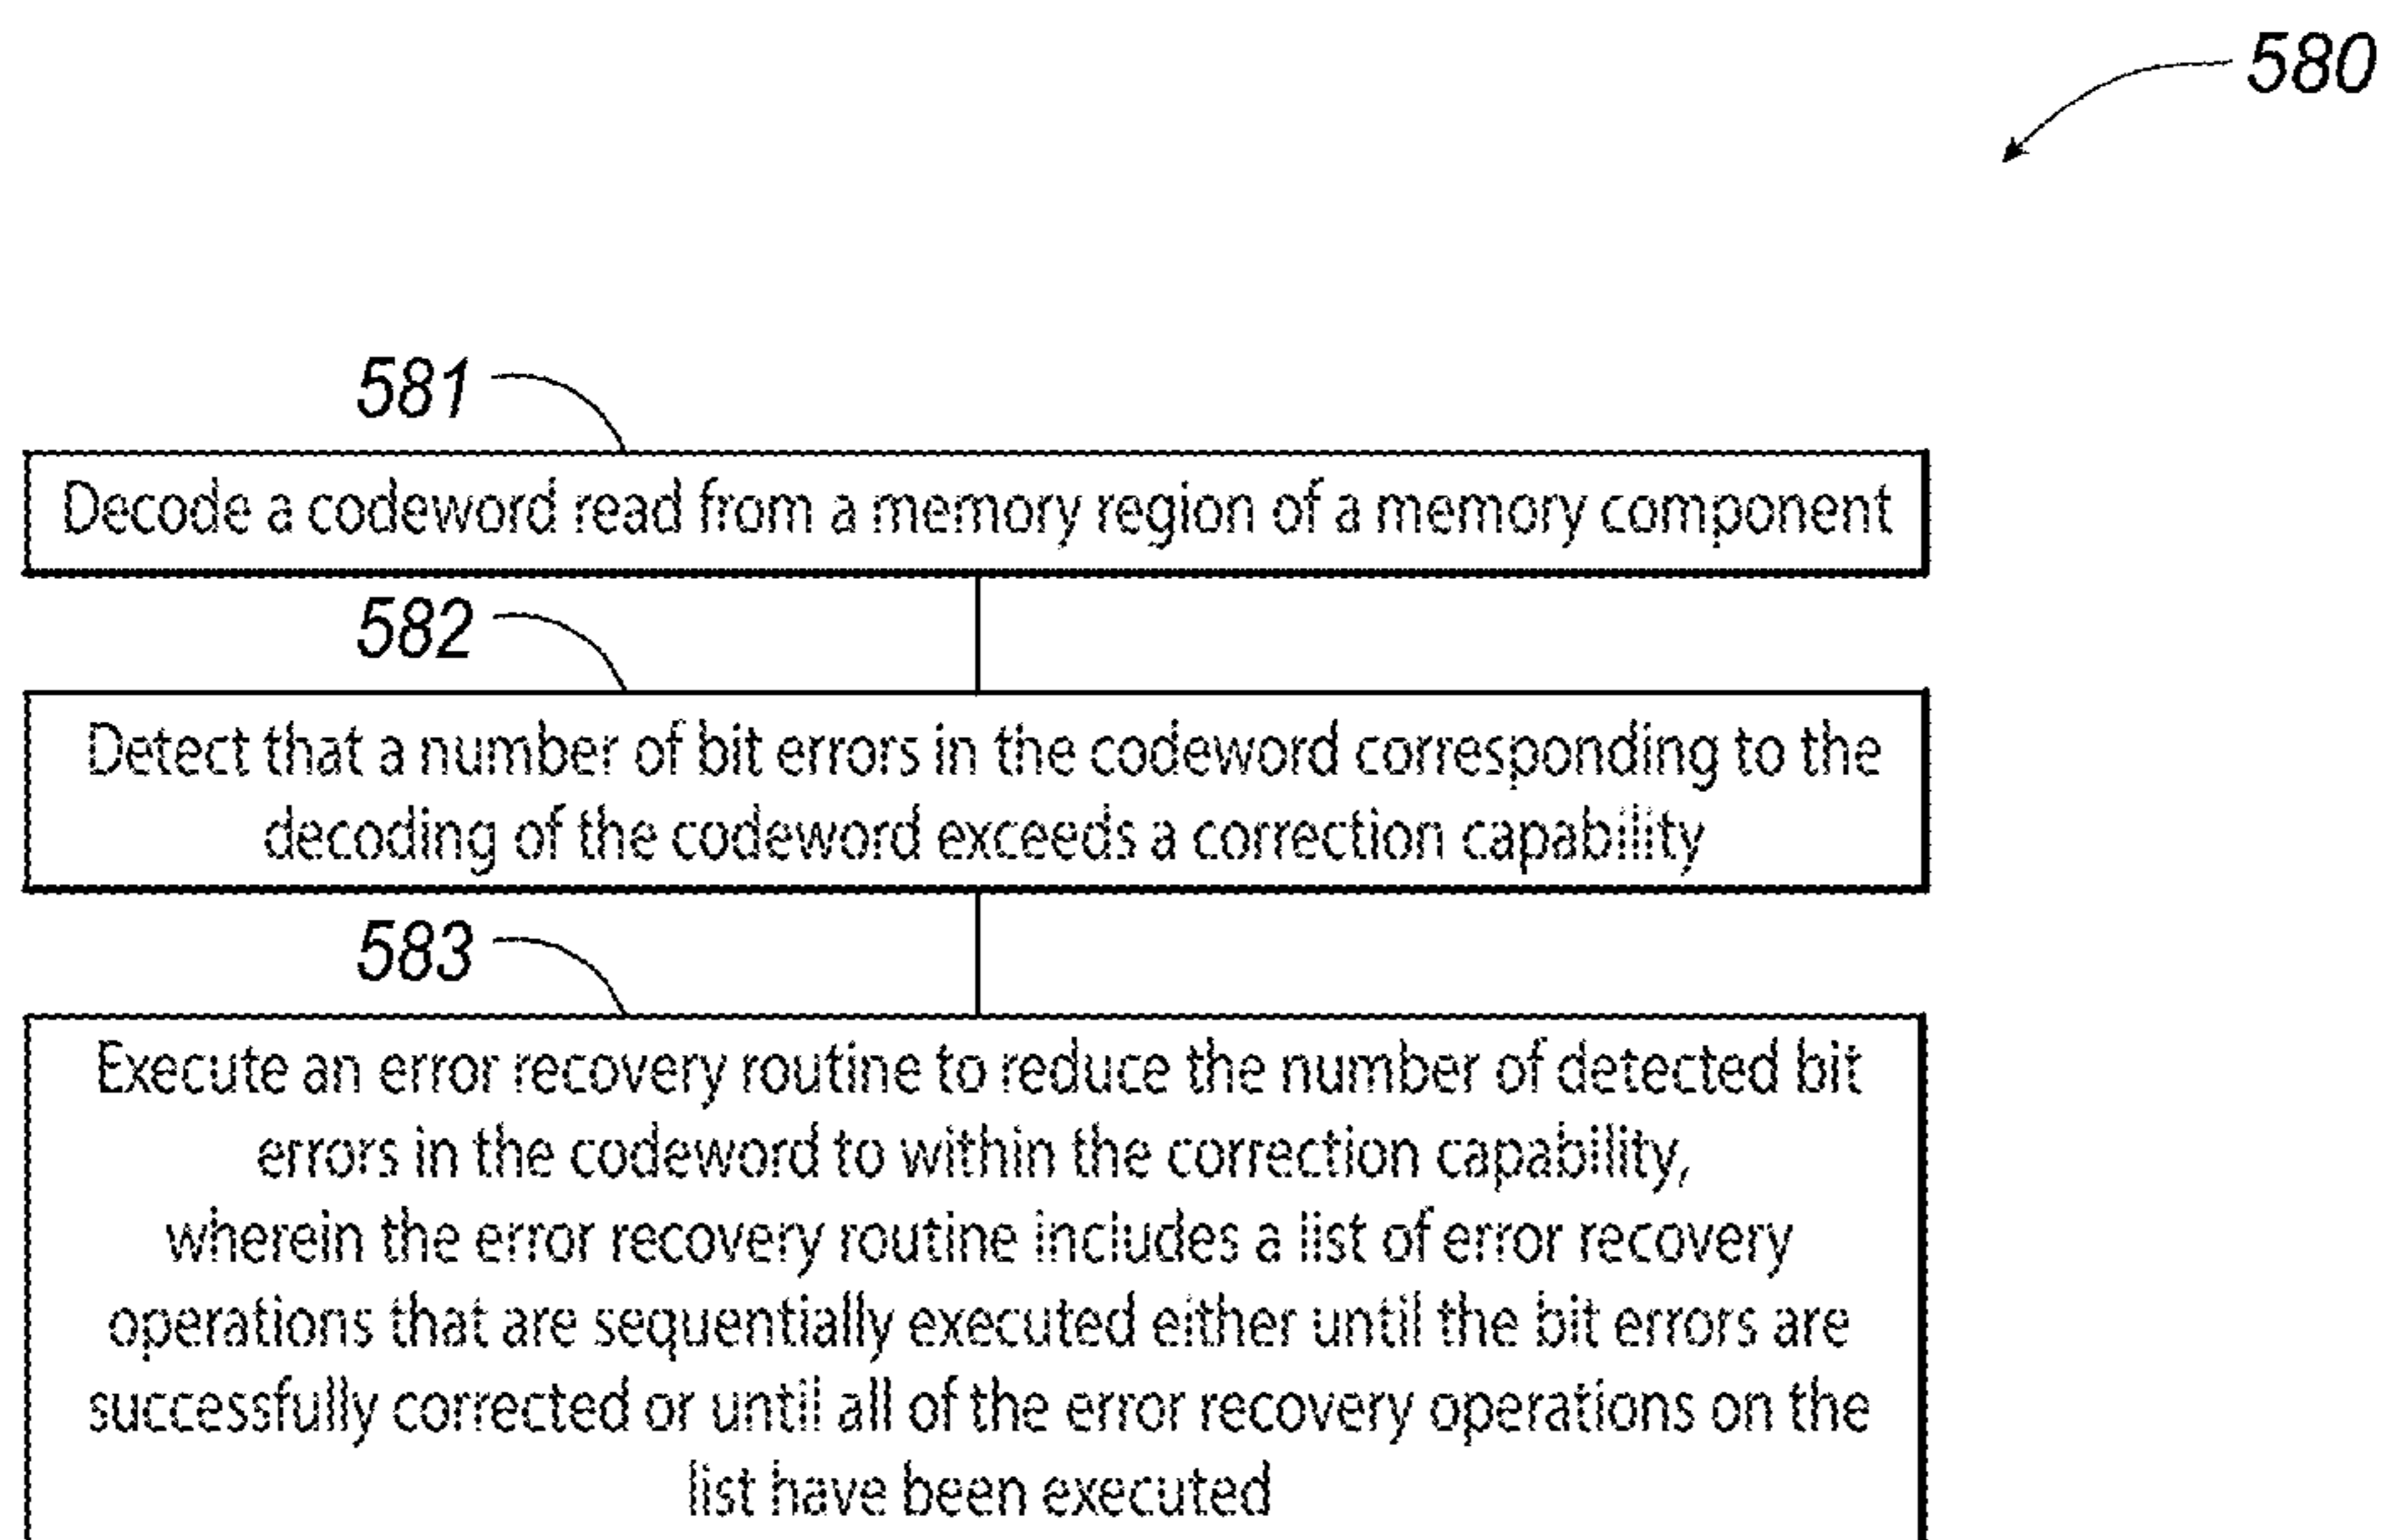 580
581
Decode a codeword read from a memory region of a memory component
582
Detect that a number of bit errors in the codeword corresponding to the
decoding of the codeword exceeds a correction capability
583
Execute an error recovery routine to reduce the number of detected bit
errors in the codeword to within the correction capability,
wherein the error recovery routine includes a list of error recovery
operations that are sequentially executed either until the bit errors are
successfully corrected or until all of the error recovery operations on the
list have been executed